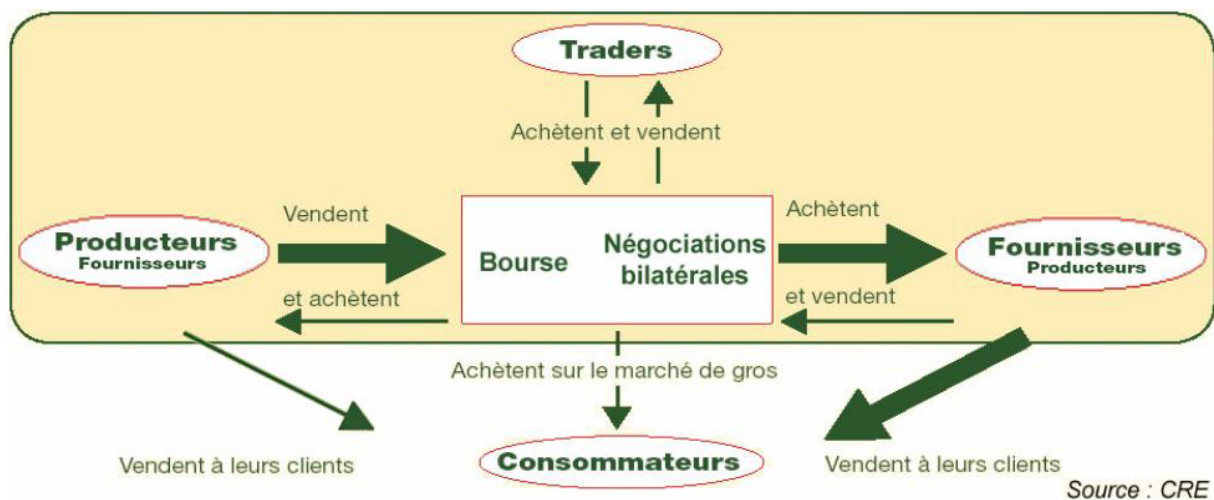 Traders
Achètent et vendent
Vendent
Achètent
Producteurs
Fournisseurs
Bourse
Négociations
bilatérales
Fournisseurs
Producteurs
et achètent
et vendent
Achètent sur le marché de gros
Vendent à leurs clients
Consommateurs
Vendent à leurs clients
Source : CRE